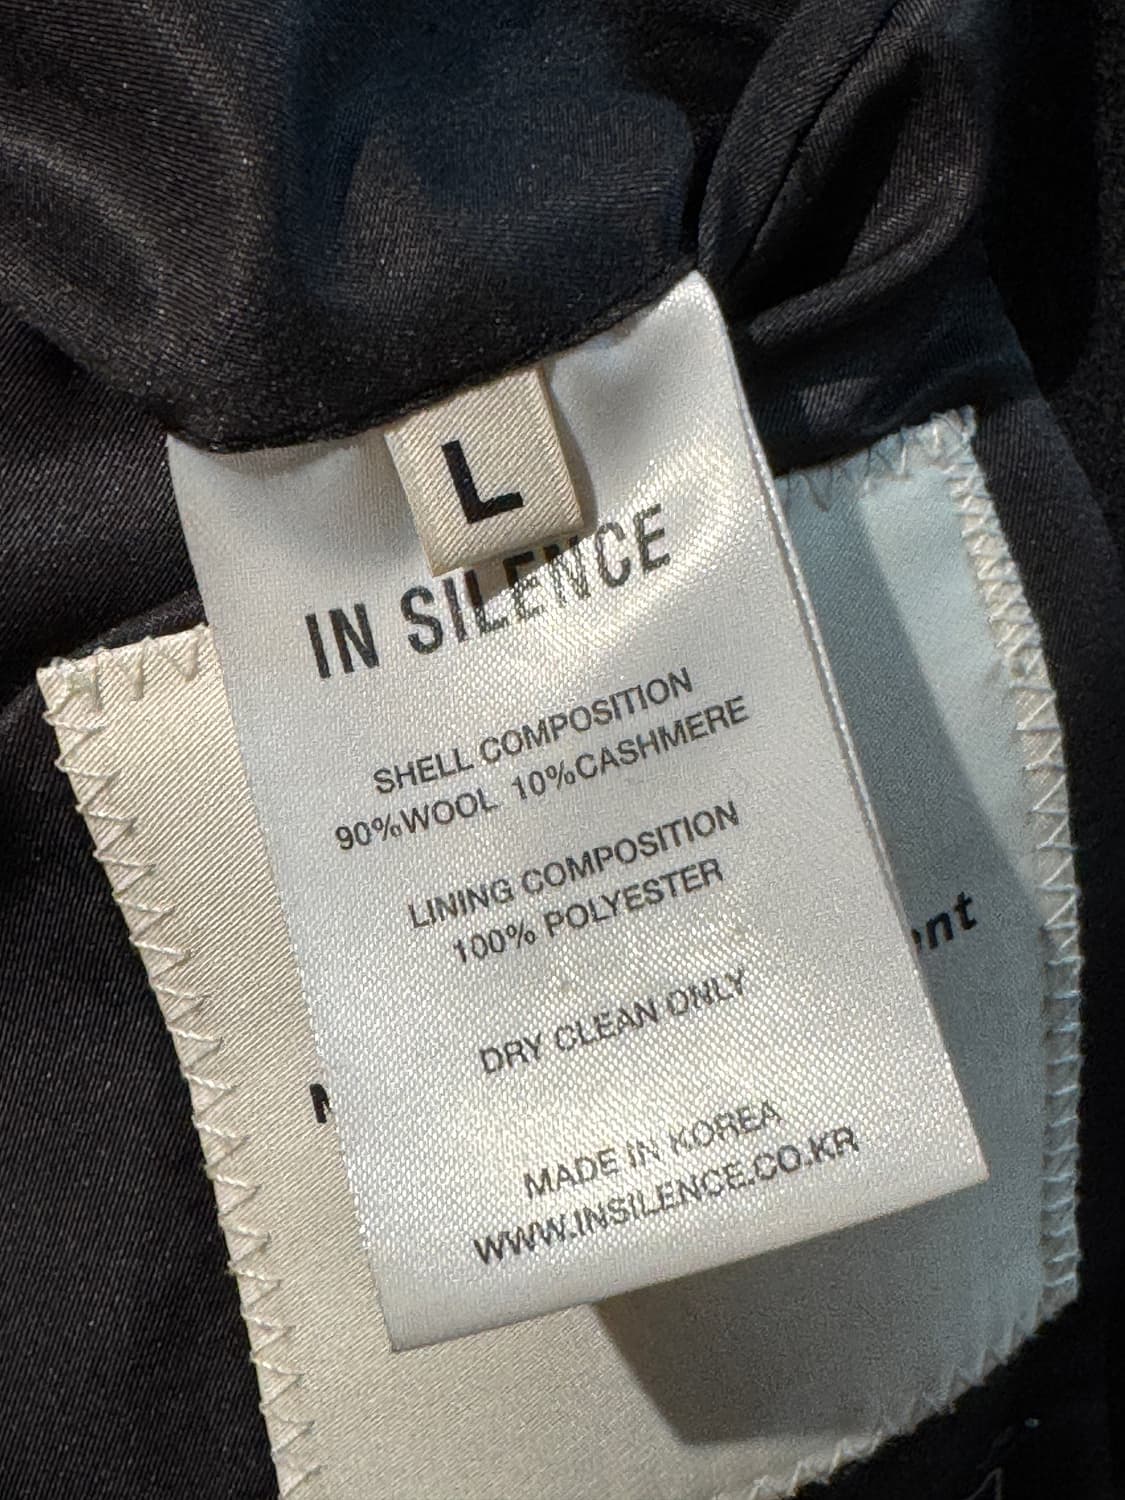 L
IN SILENCE
SHELL COMPOSITION
90%WOOL 10%CASHMERE
LINING COMPOSITION
100% POLYESTER
DRY CLEAN ONLY
MADE IN KOREA
WWW.INSILENCE.CO.KR